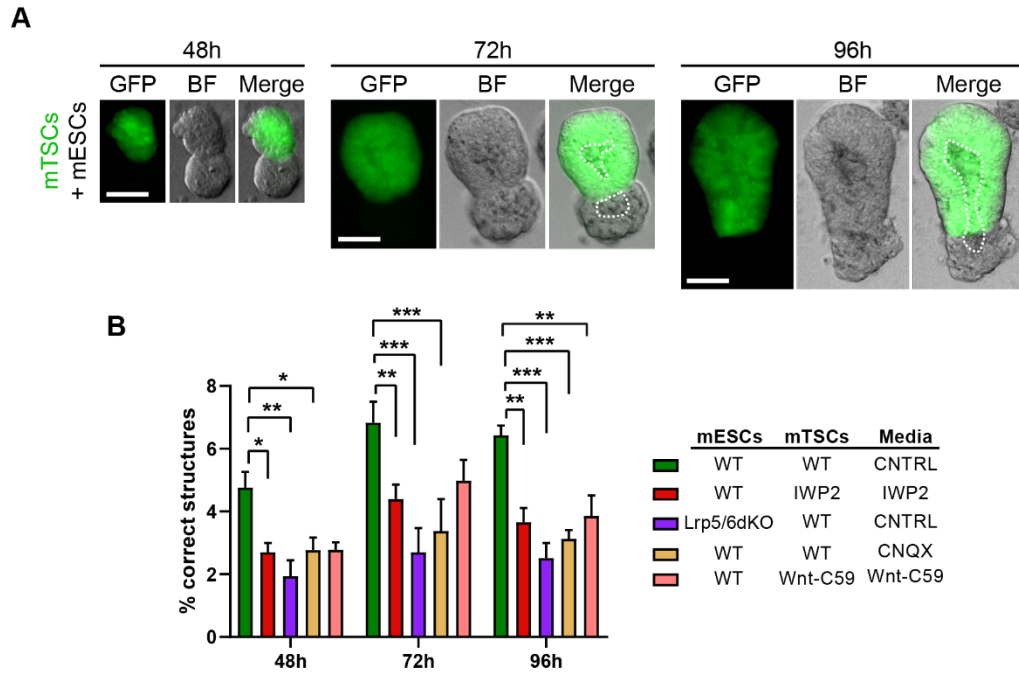 A
48h 72h 96h
GFP BF Merge GFP BF Merge GFP BF Merge
mTSCs
+ mESCs
B
% correct structures
8
6
4
2
0
* ** *
** *** ***
** *** *** **
48h 72h 96h
mESCs mTSCs Media
WT WT CNTRL
WT IWP2 IWP2
Lrp5/6dKO WT CNTRL
WT WT CNQX
WT Wnt-C59 Wnt-C59